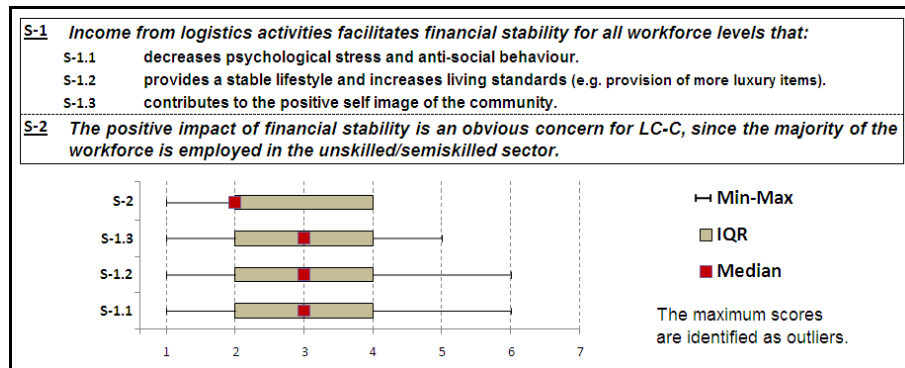 S-1 Income from logistics activities facilitates financial stability for all workforce levels that:
S-1.1 decreases psychological stress and anti-social behaviour.
S-1.2 provides a stable lifestyle and increases living standards (e.g. provision of more luxury items).
S-1.3 contributes to the positive self image of the community.
S-2 The positive impact of financial stability is an obvious concern for LC-C, since the majority of the
workforce is employed in the unskilled/semiskilled sector.
S-2
S-1.3
S-1.2
S-1.1
1 2 3 4 5 6 7
Min-Max
IQR
Median
The maximum scores
are identified as outliers.